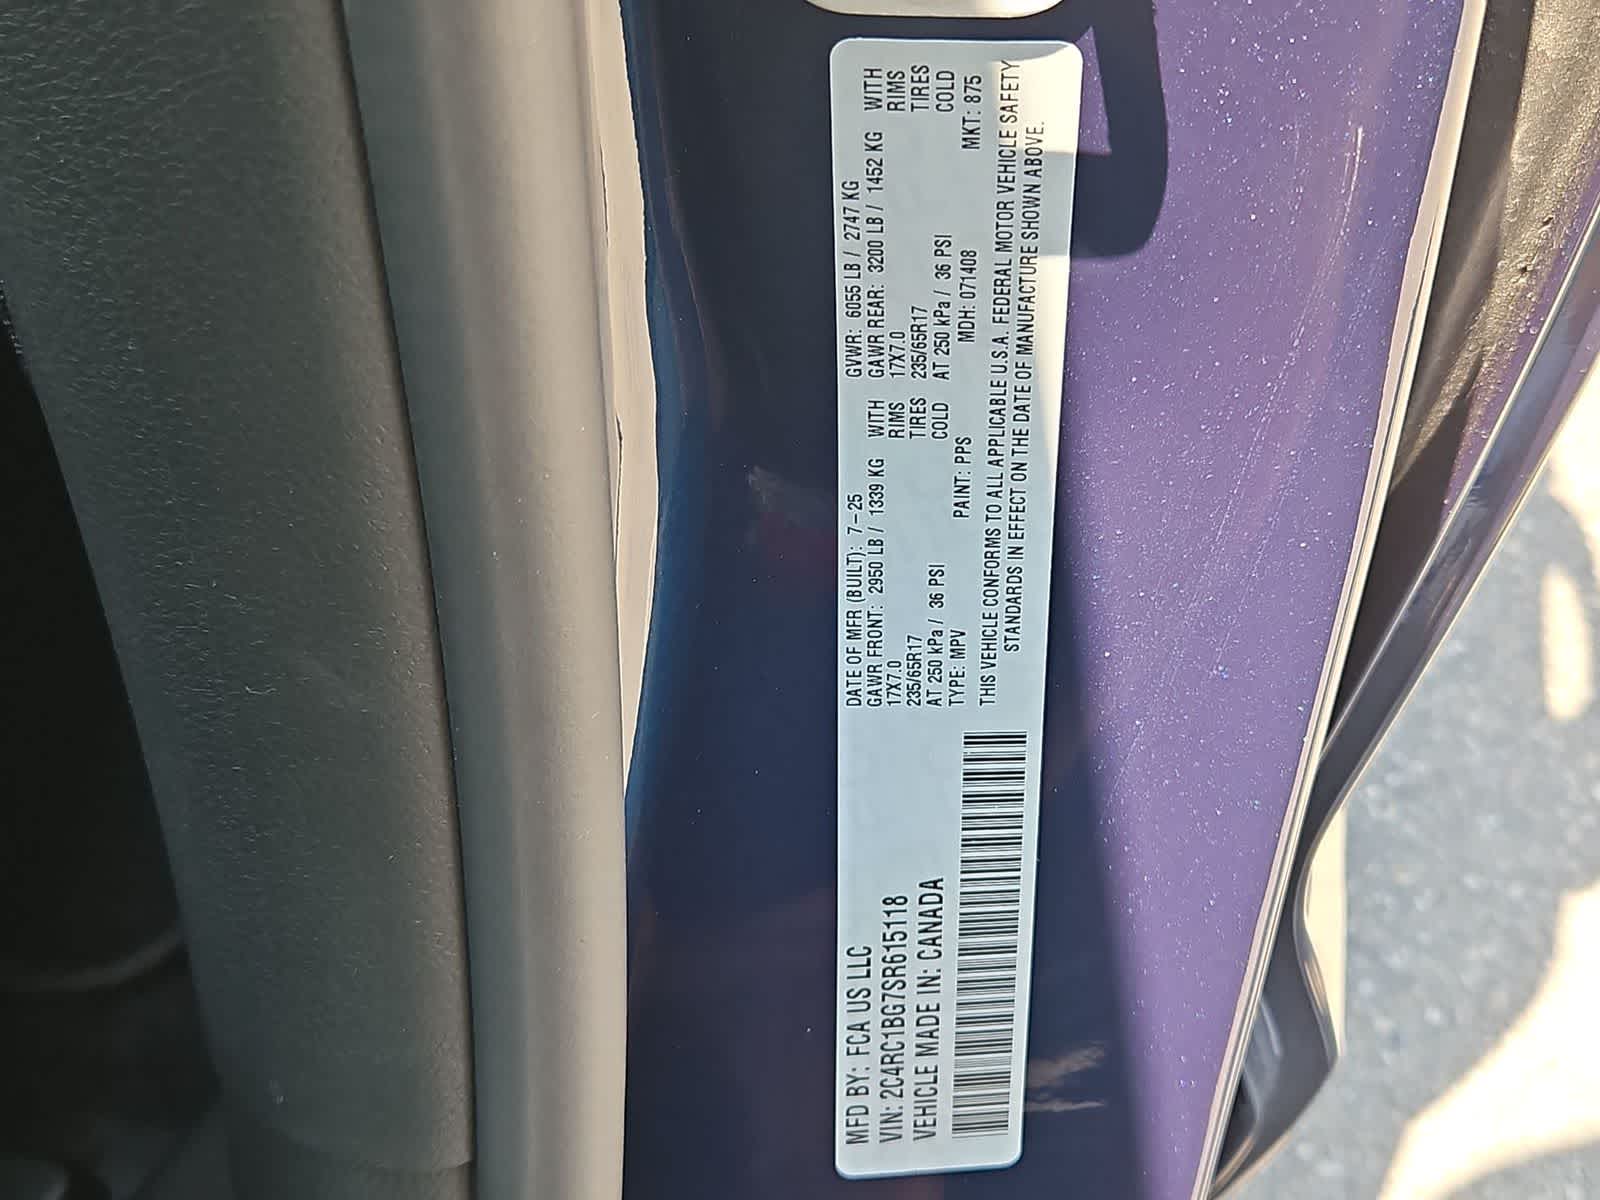 MFD BY: FCA US LLC
VIN: 2C4RC1BG7SR615118
VEHICLE MADE IN: CANADA
DATE OF MFR (BUILT): 7-25 GVWR: 6055 LB / 2747 KG
GAWR FRONT: 2950 LB / 1339 KG WITH GAWR REAR: 3200 LB / 1452 KG WITH
17X7.0 RIMS 17X7.0 RIMS
235/65R17 TIRES 235/65R17 TIRES
AT 250 kPa / 36 PSI COLD AT 250 kPa / 36 PSI COLD
TYPE: MPV PAINT: PPS MDH: 071408 MKT: 875
THIS VEHICLE CONFORMS TO ALL APPLICABLE U.S.A. FEDERAL MOTOR VEHICLE SAFETY
STANDARDS IN EFFECT ON THE DATE OF MANUFACTURE SHOWN ABOVE.